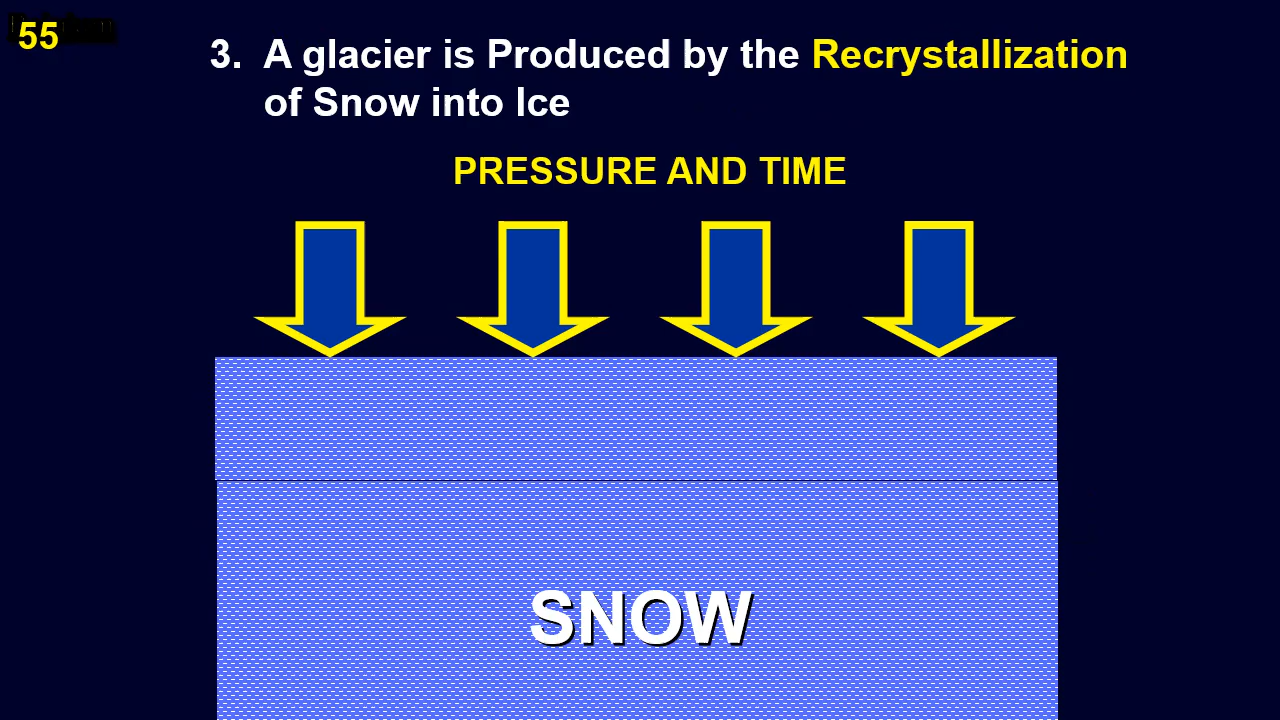 55
3. A glacier is Produced by the Recrystallization
of Snow into Ice
PRESSURE AND TIME
SNOW